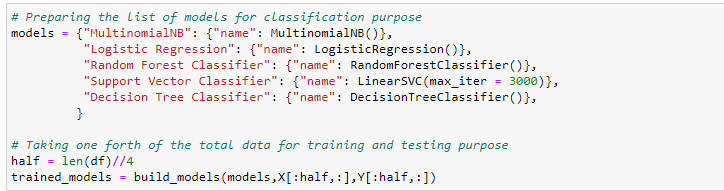 # Preparing the list of models for classification purpose
models = {"MultinomialNB": {"name": MultinomialNB()},
"Logistic Regression": {"name": LogisticRegression()},
"Random Forest Classifier": {"name": RandomForestClassifier()},
"Support Vector Classifier": {"name": LinearSVC(max_iter = 3000)},
"Decision Tree Classifier": {"name": DecisionTreeClassifier()},
}
# Taking one forth of the total data for training and testing purpose
half = len(df)//4
trained_models = build_models(models,X[:half,:],Y[:half,:])